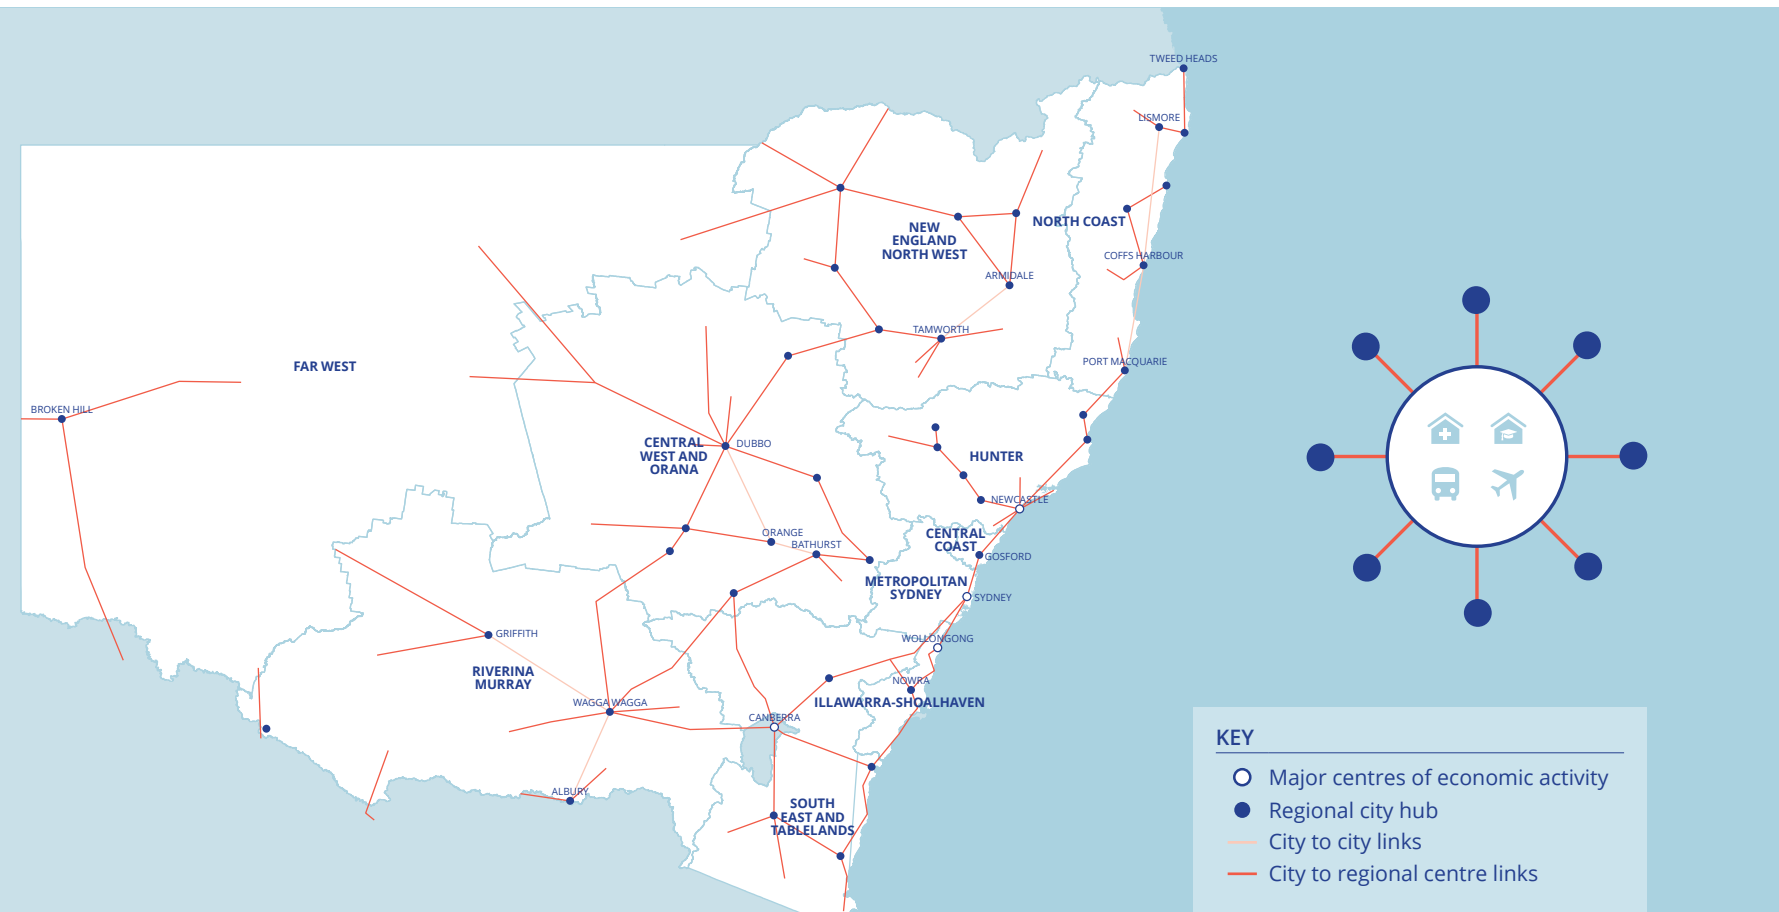 TWEED HEADS
LISMORE
NORTH COAST
NEW
ENGLAND
NORTH WEST
COFFS HARBOUR
ARMIDALE
TAMWORTH
PORT MACQUARIE
FAR WEST
BROKEN HILL
CENTRAL
WEST AND
ORANA
DUBBO
HUNTER
NEWCASTLE
ORANGE
BATHURST
CENTRAL
COAST
GOSFORD
METROPOLITAN
SYDNEY
SYDNEY
GRIFFITH
WOLLONGONG
RIVERINA
MURRAY
NOWRA
ILLAWARRA-SHOALHAVEN
WAGGA WAGGA
CANBERRA
ALBURY
SOUTH
EAST AND
TABLELANDS
KEY
Major centres of economic activity
Regional city hub
City to city links
City to regional centre links